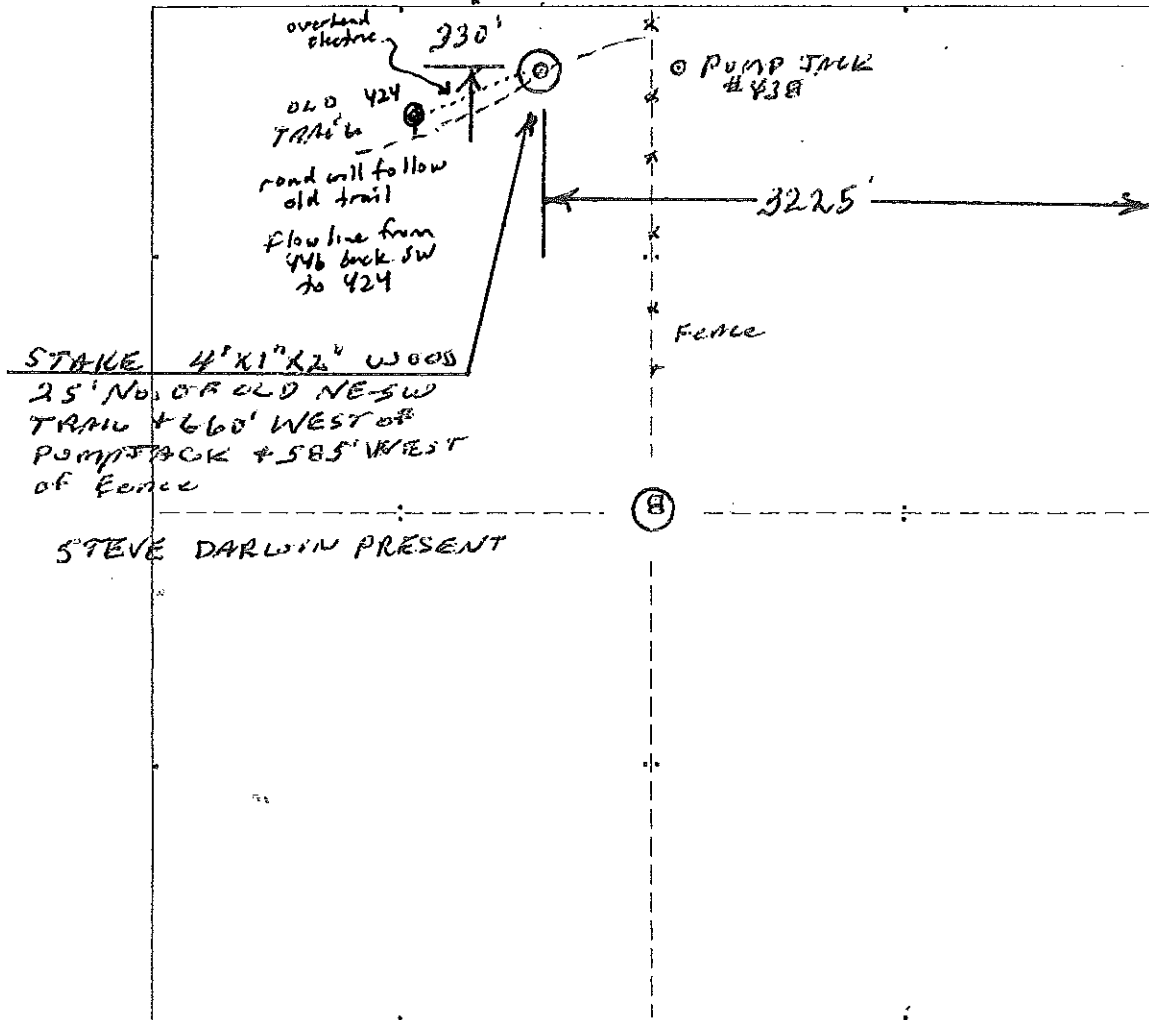 overhead
electric
330'
OLD 424
TRAIL
road will follow
old trail
Flow line from
446 back SW
to 424
PUMP JACK
#438
3225'
Fence
STAKE 4'X1"X2" WOOD
25' No. OF OLD NE-SW
TRAIL + 660' WEST of
PUMPJACK + 585' WEST
of Fence
8
STEVE DARWIN PRESENT